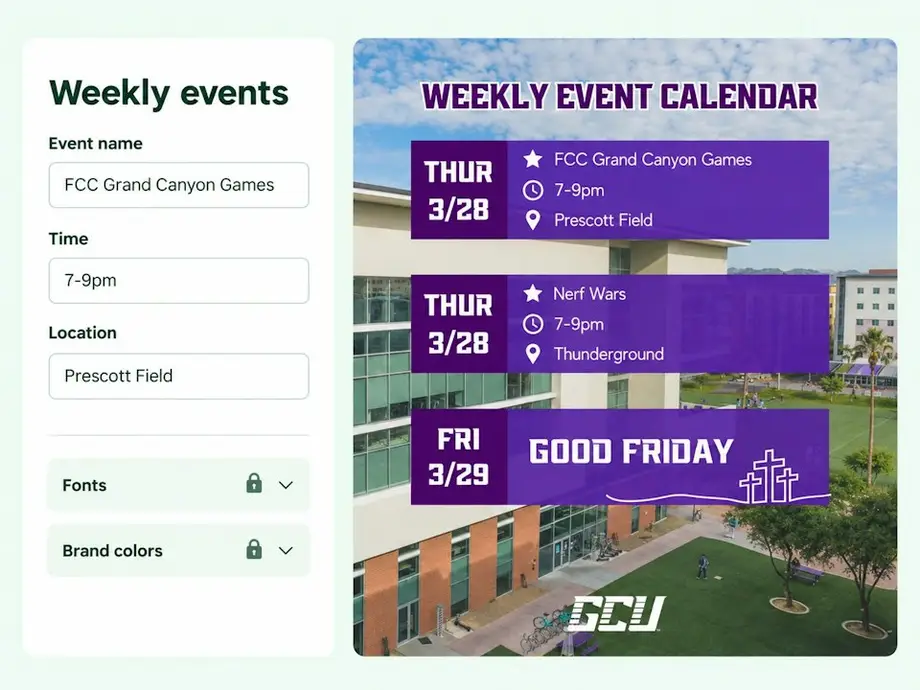 Weekly events
Event name
FCC Grand Canyon Games
Time
7-9pm
Location
Prescott Field
Fonts
Brand colors
WEEKLY EVENT CALENDAR
THUR
3/28
FCC Grand Canyon Games
7-9pm
Prescott Field
THUR
3/28
Nerf Wars
7-9pm
Thunderground
FRI
3/29
GOOD FRIDAY
GCU